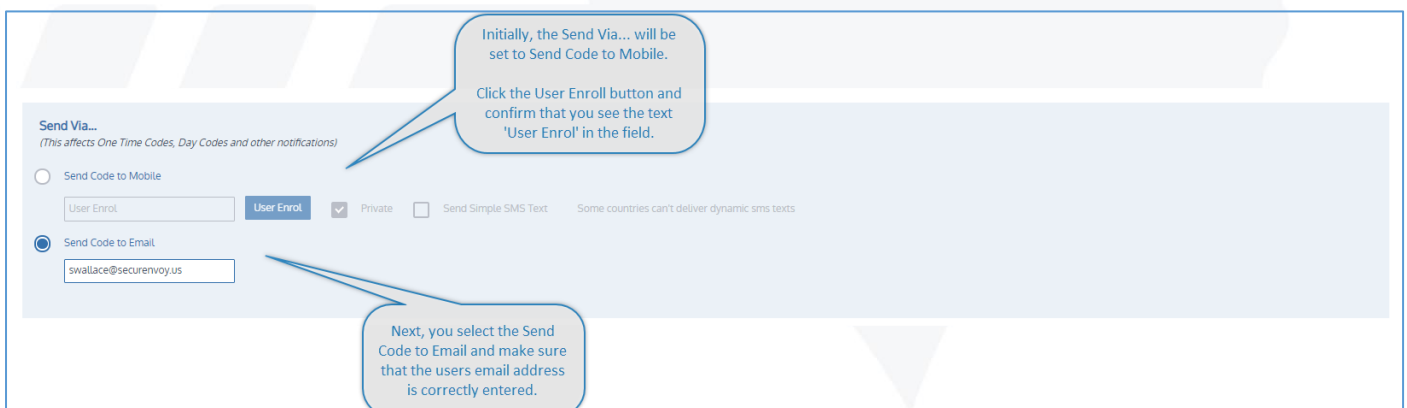 Initially, the Send Via... will be
set to Send Code to Mobile.
Click the User Enroll button and
confirm that you see the text
'User Enrol' in the field.
Send Via...
(This affects One Time Codes, Day Codes and other notifications)
Send Code to Mobile
User Enrol User Enrol Private Send Simple SMS Text Some countries can't deliver dynamic sms texts
Send Code to Email
swallace@securenvoy.us
Next, you select the Send
Code to Email and make sure
that the users email address
is correctly entered.